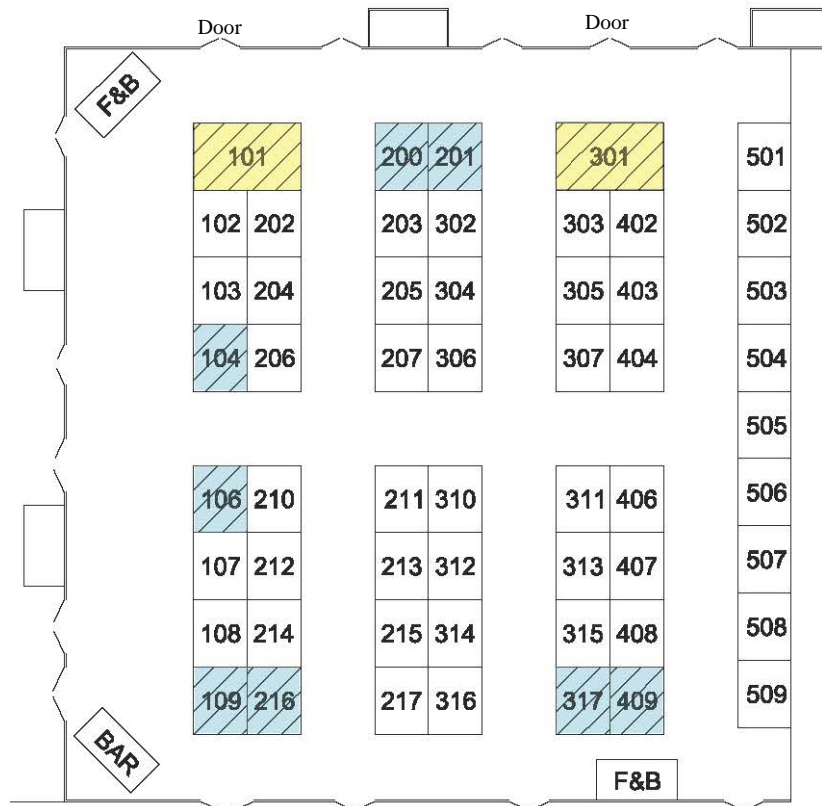 Door Door
F&B
101 200 201 301 501
102 202 203 302 303 402 502
103 204 205 304 305 403 503
104 206 207 306 307 404 504
505
106 210 211 310 311 406 506
107 212 213 312 313 407 507
108 214 215 314 315 408 508
109 216 217 316 317 409 509
BAR
F&B